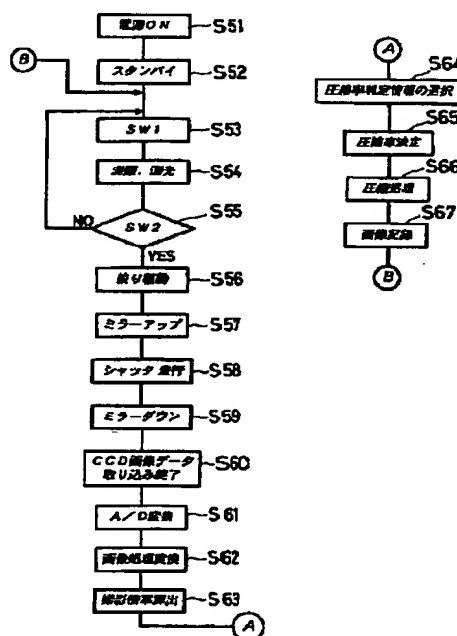 電源ON
S51
B
スタンバイ
S52
SW1
S53
測距，測光
S54
NO
SW2
S55
YES
絞り駆動
S56
ミラーアップ
S57
シャッタ走行
S58
ミラーダウン
S59
CCD画像データ
取り込み終了
S60
A/D変換
S61
画像処理変換
S62
撮影倍率算出
S63
A
A
S64
圧縮率判定情報の選択
S65
圧縮率決定
S66
圧縮処理
S67
画像記録
B